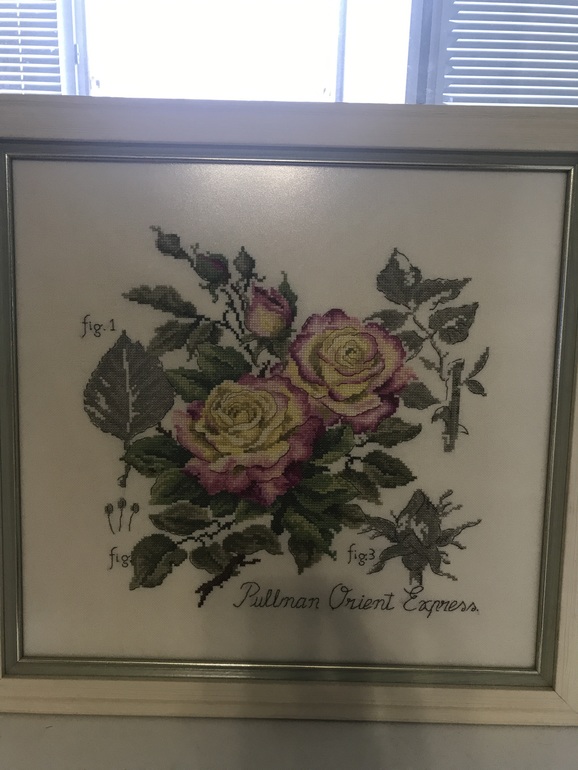 fig. 1
fig.
fig.3
Pullman Orient Express